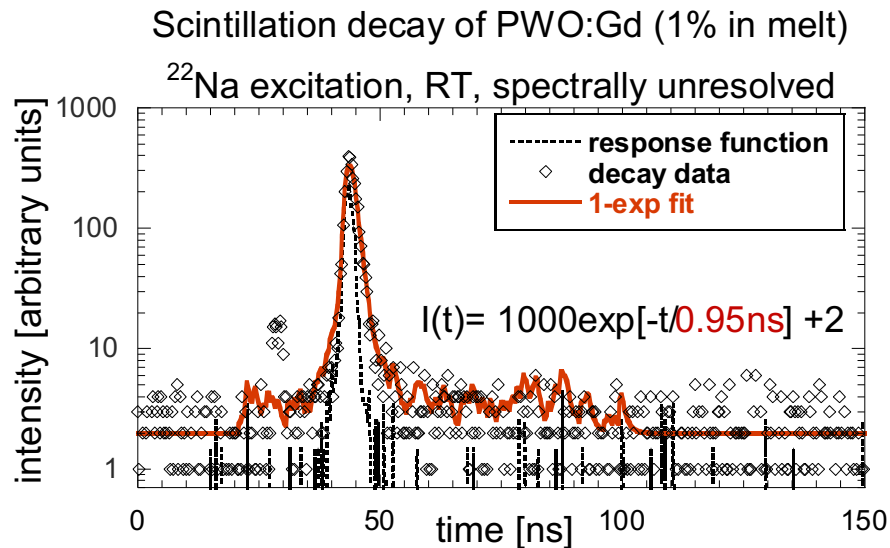 Scintillation decay of PWO:Gd (1% in melt)
²²Na excitation, RT, spectrally unresolved
1000
100
10
1
intensity [arbitrary units]
response function
decay data
1-exp fit
I(t)= 1000exp[-t/0.95ns] +2
0 50 100 150
time [ns]